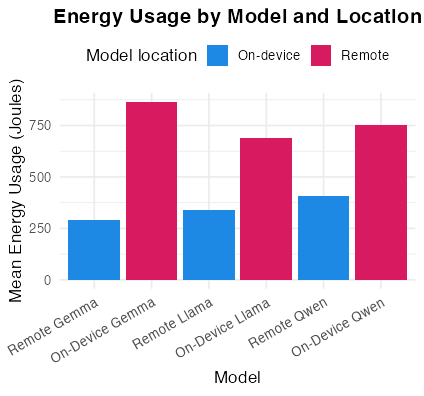 Energy Usage by Model and Location
Model location On-device Remote
Mean Energy Usage (Joules)
750
500
250
0
Remote Gemma
On-Device Gemma
Remote Llama
On-Device Llama
Remote Qwen
On-Device Qwen
Model